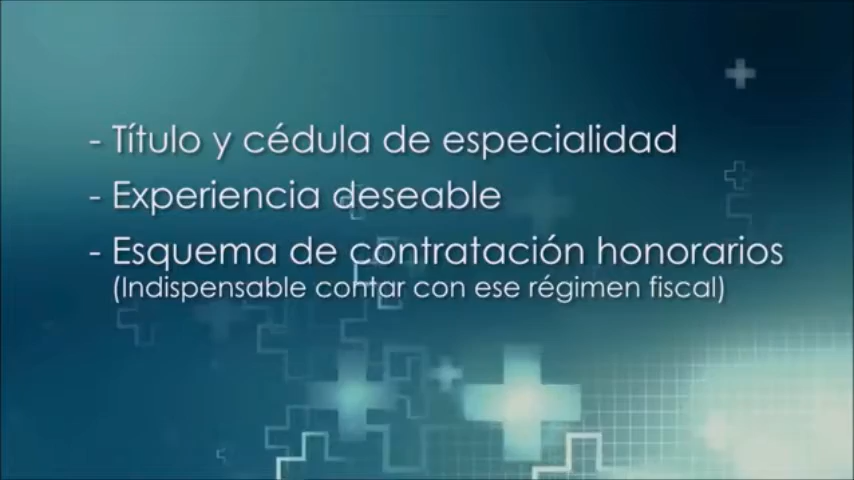 - Título y cédula de especialidad
- Experiencia deseable
- Esquema de contratación honorarios
(Indispensable contar con ese régimen fiscal)